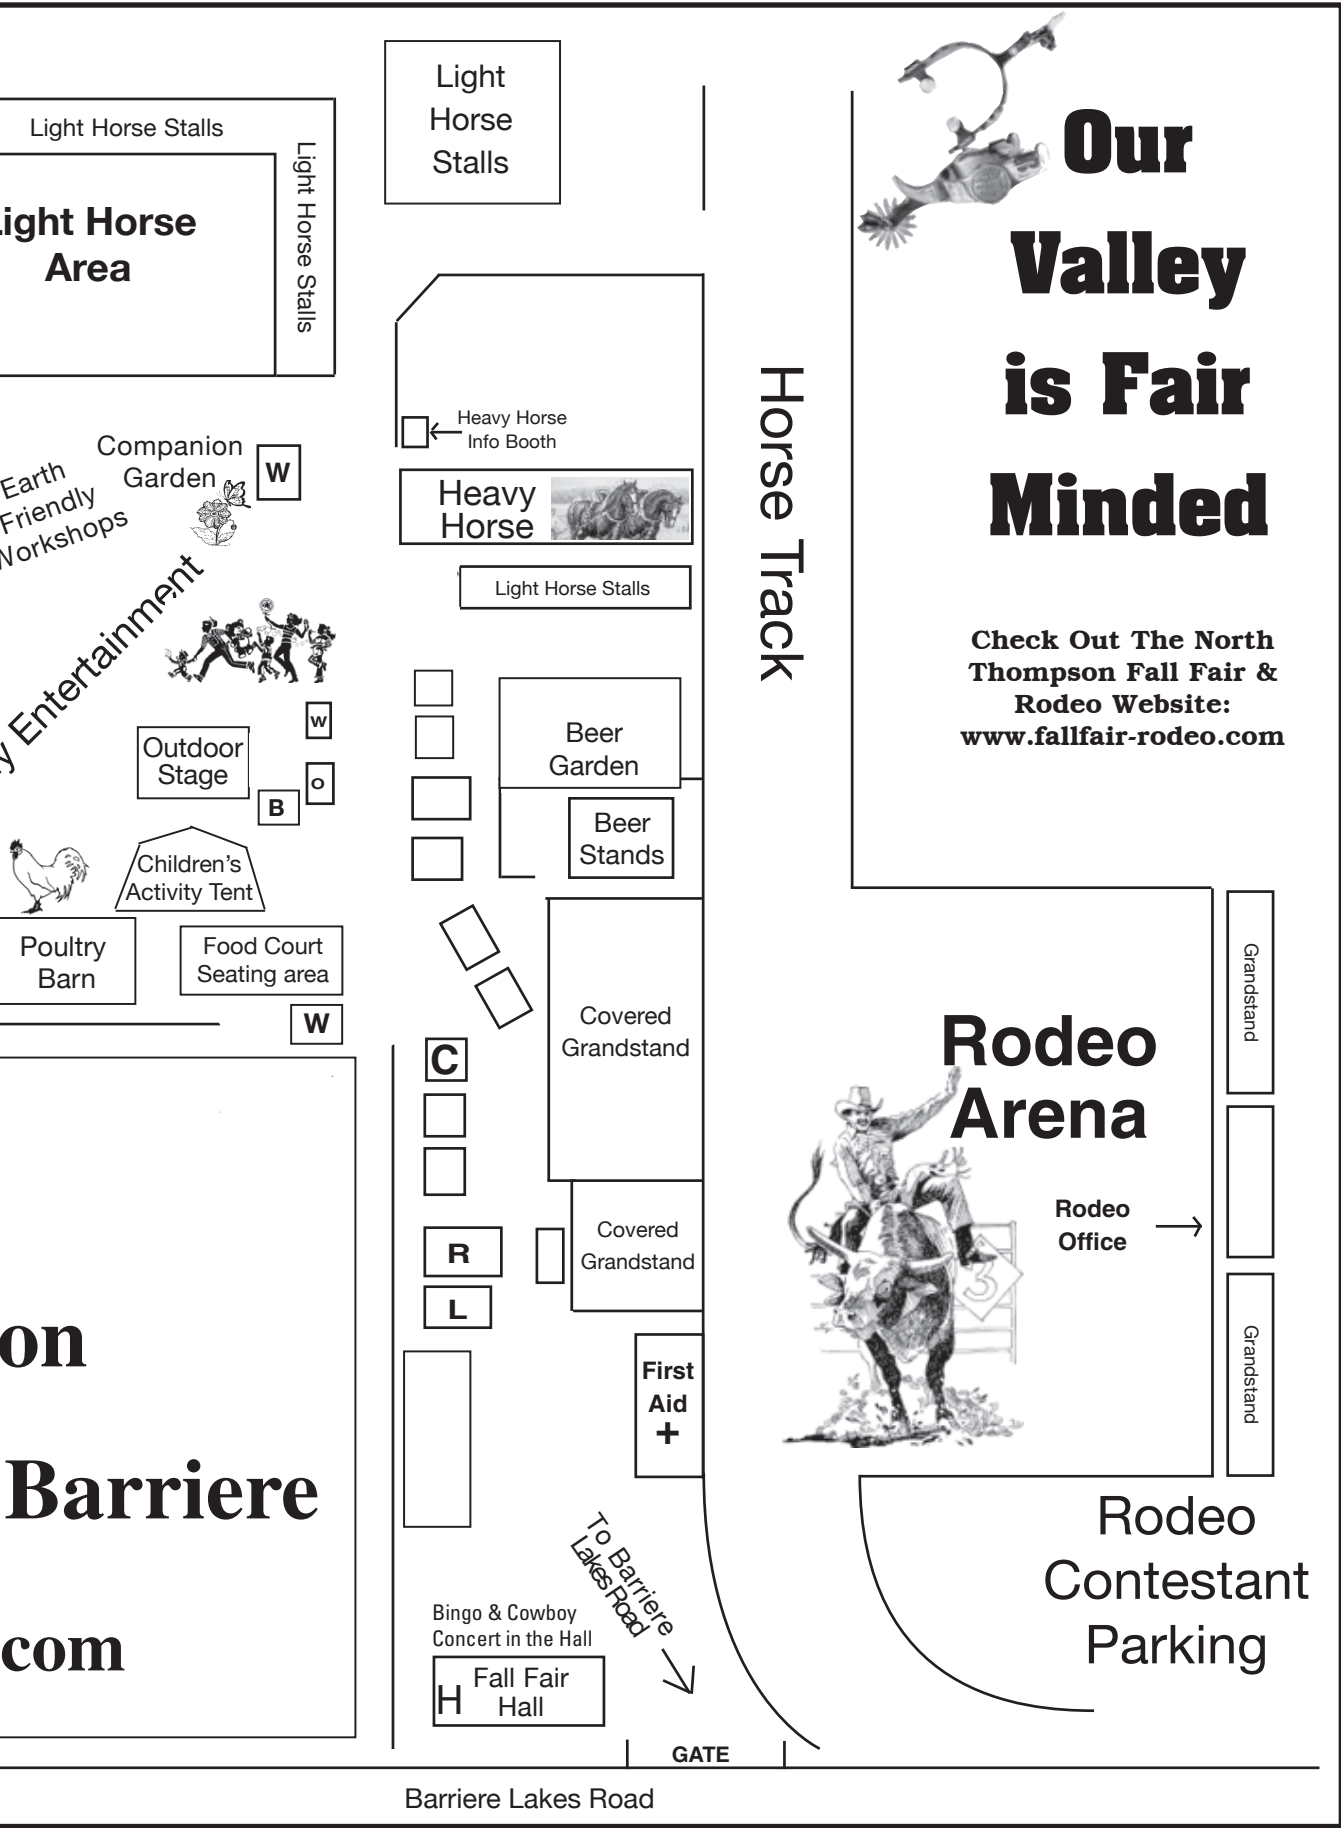 Light
Horse
Stalls
Light Horse Stalls
Light Horse Stalls
Light Horse
Area
Our
Valley
is Fair
Minded
Heavy Horse
Info Booth
Companion
Garden
W
Earth
Friendly
Workshops
Heavy
Horse
Light Horse Stalls
Horse Track
Entertainment
Check Out The North
Thompson Fall Fair &
Rodeo Website:
www.fallfair-rodeo.com
W
Outdoor
Stage
O
B
Beer
Garden
Beer
Stands
Children's
Activity Tent
Poultry
Barn
Food Court
Seating area
W
Covered
Grandstand
Grandstand
C
Rodeo
Arena
Rodeo
Office
R
L
Covered
Grandstand
Grandstand
First
Aid
+
on
Barriere
com
To Barriere
Lakes Road
Rodeo
Contestant
Parking
Bingo & Cowboy
Concert in the Hall
H
Fall Fair
Hall
GATE
Barriere Lakes Road